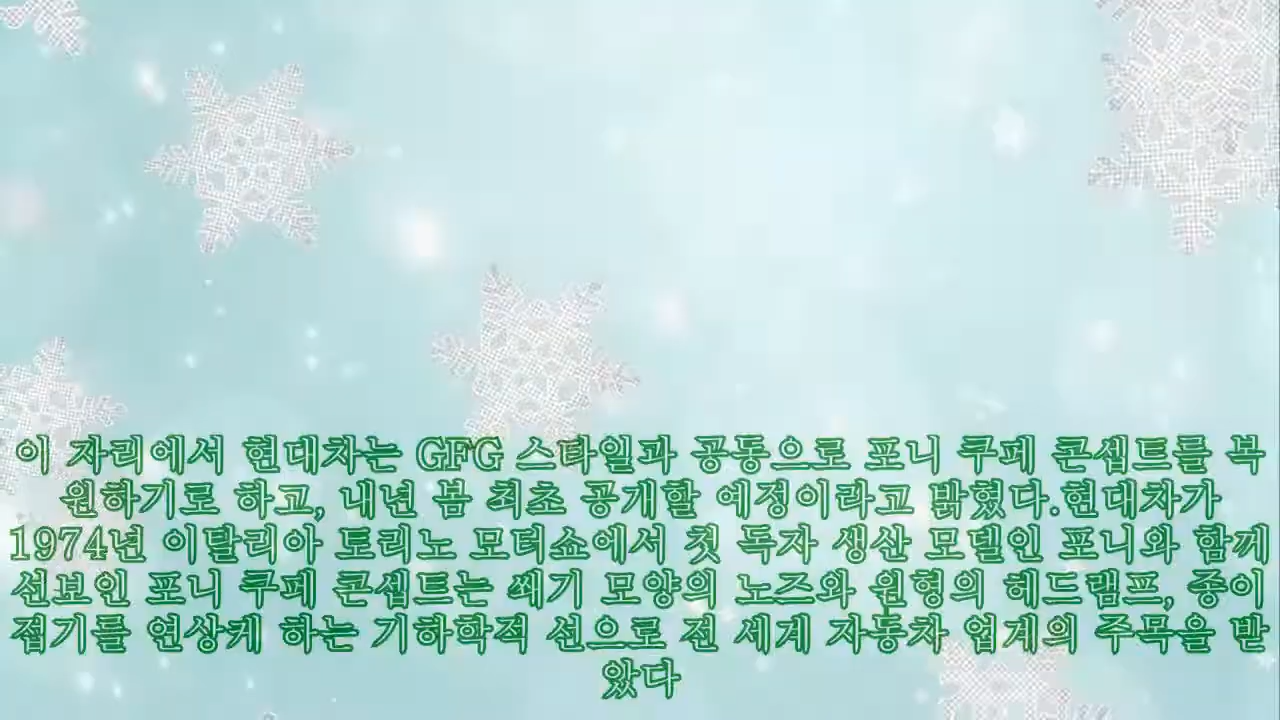 이 자리에서 현대차는 GFG 스타일과 공동으로 포니 쿠페 콘셉트를 복
원하기로 하고, 내년 봄 최초 공개할 예정이라고 밝혔다.현대차가
1974년 이탈리아 토리노 모터쇼에서 첫 독자 생산 모델인 포니와 함께
선보인 포니 쿠페 콘셉트는 쐐기 모양의 노즈와 원형의 헤드램프, 종이
접기를 연상케 하는 기하학적 선으로 전 세계 자동차 업계의 주목을 받
았다